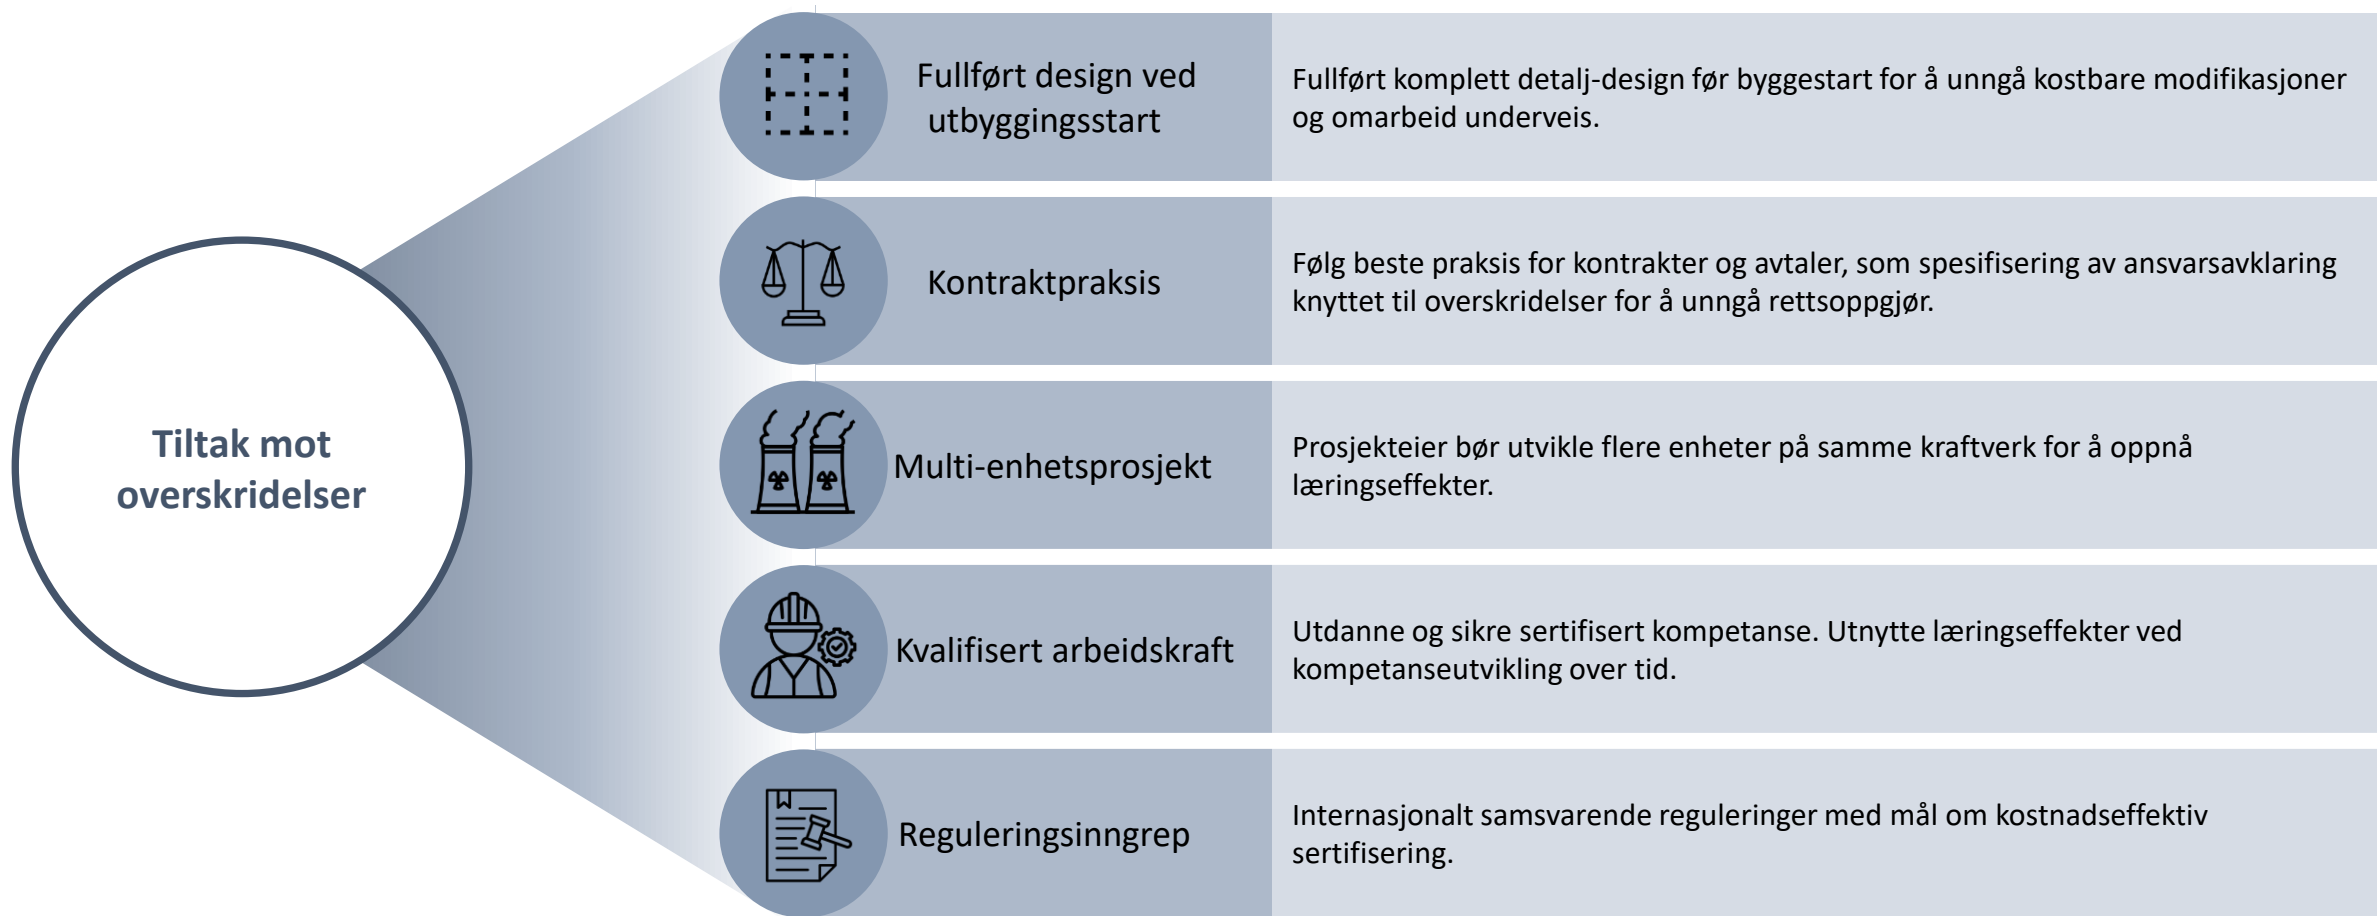 Tiltak mot
overskridelser
Fullført design ved
utbyggingsstart
Fullført komplett detalj-design før byggestart for å unngå kostbare modifikasjoner
og omarbeid underveis.
Kontraktpraksis
Følg beste praksis for kontrakter og avtaler, som spesifisering av ansvarsavklaring
knyttet til overskridelser for å unngå rettsoppgjør.
Multi-enhetsprosjekt
Prosjekteier bør utvikle flere enheter på samme kraftverk for å oppnå
læringseffekter.
Kvalifisert arbeidskraft
Utdanne og sikre sertifisert kompetanse. Utnytte læringseffekter ved
kompetanseutvikling over tid.
Reguleringsinngrep
Internasjonalt samsvarende reguleringer med mål om kostnadseffektiv
sertifisering.